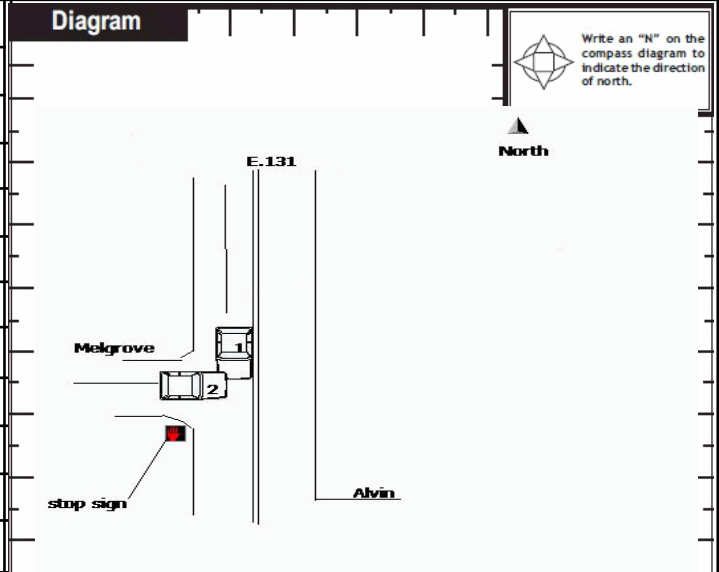 Diagram
Write an “N” on the
compass diagram to
indicate the direction
of north.
North
E.131
Melgrove
1
2
stop sign
Alvin